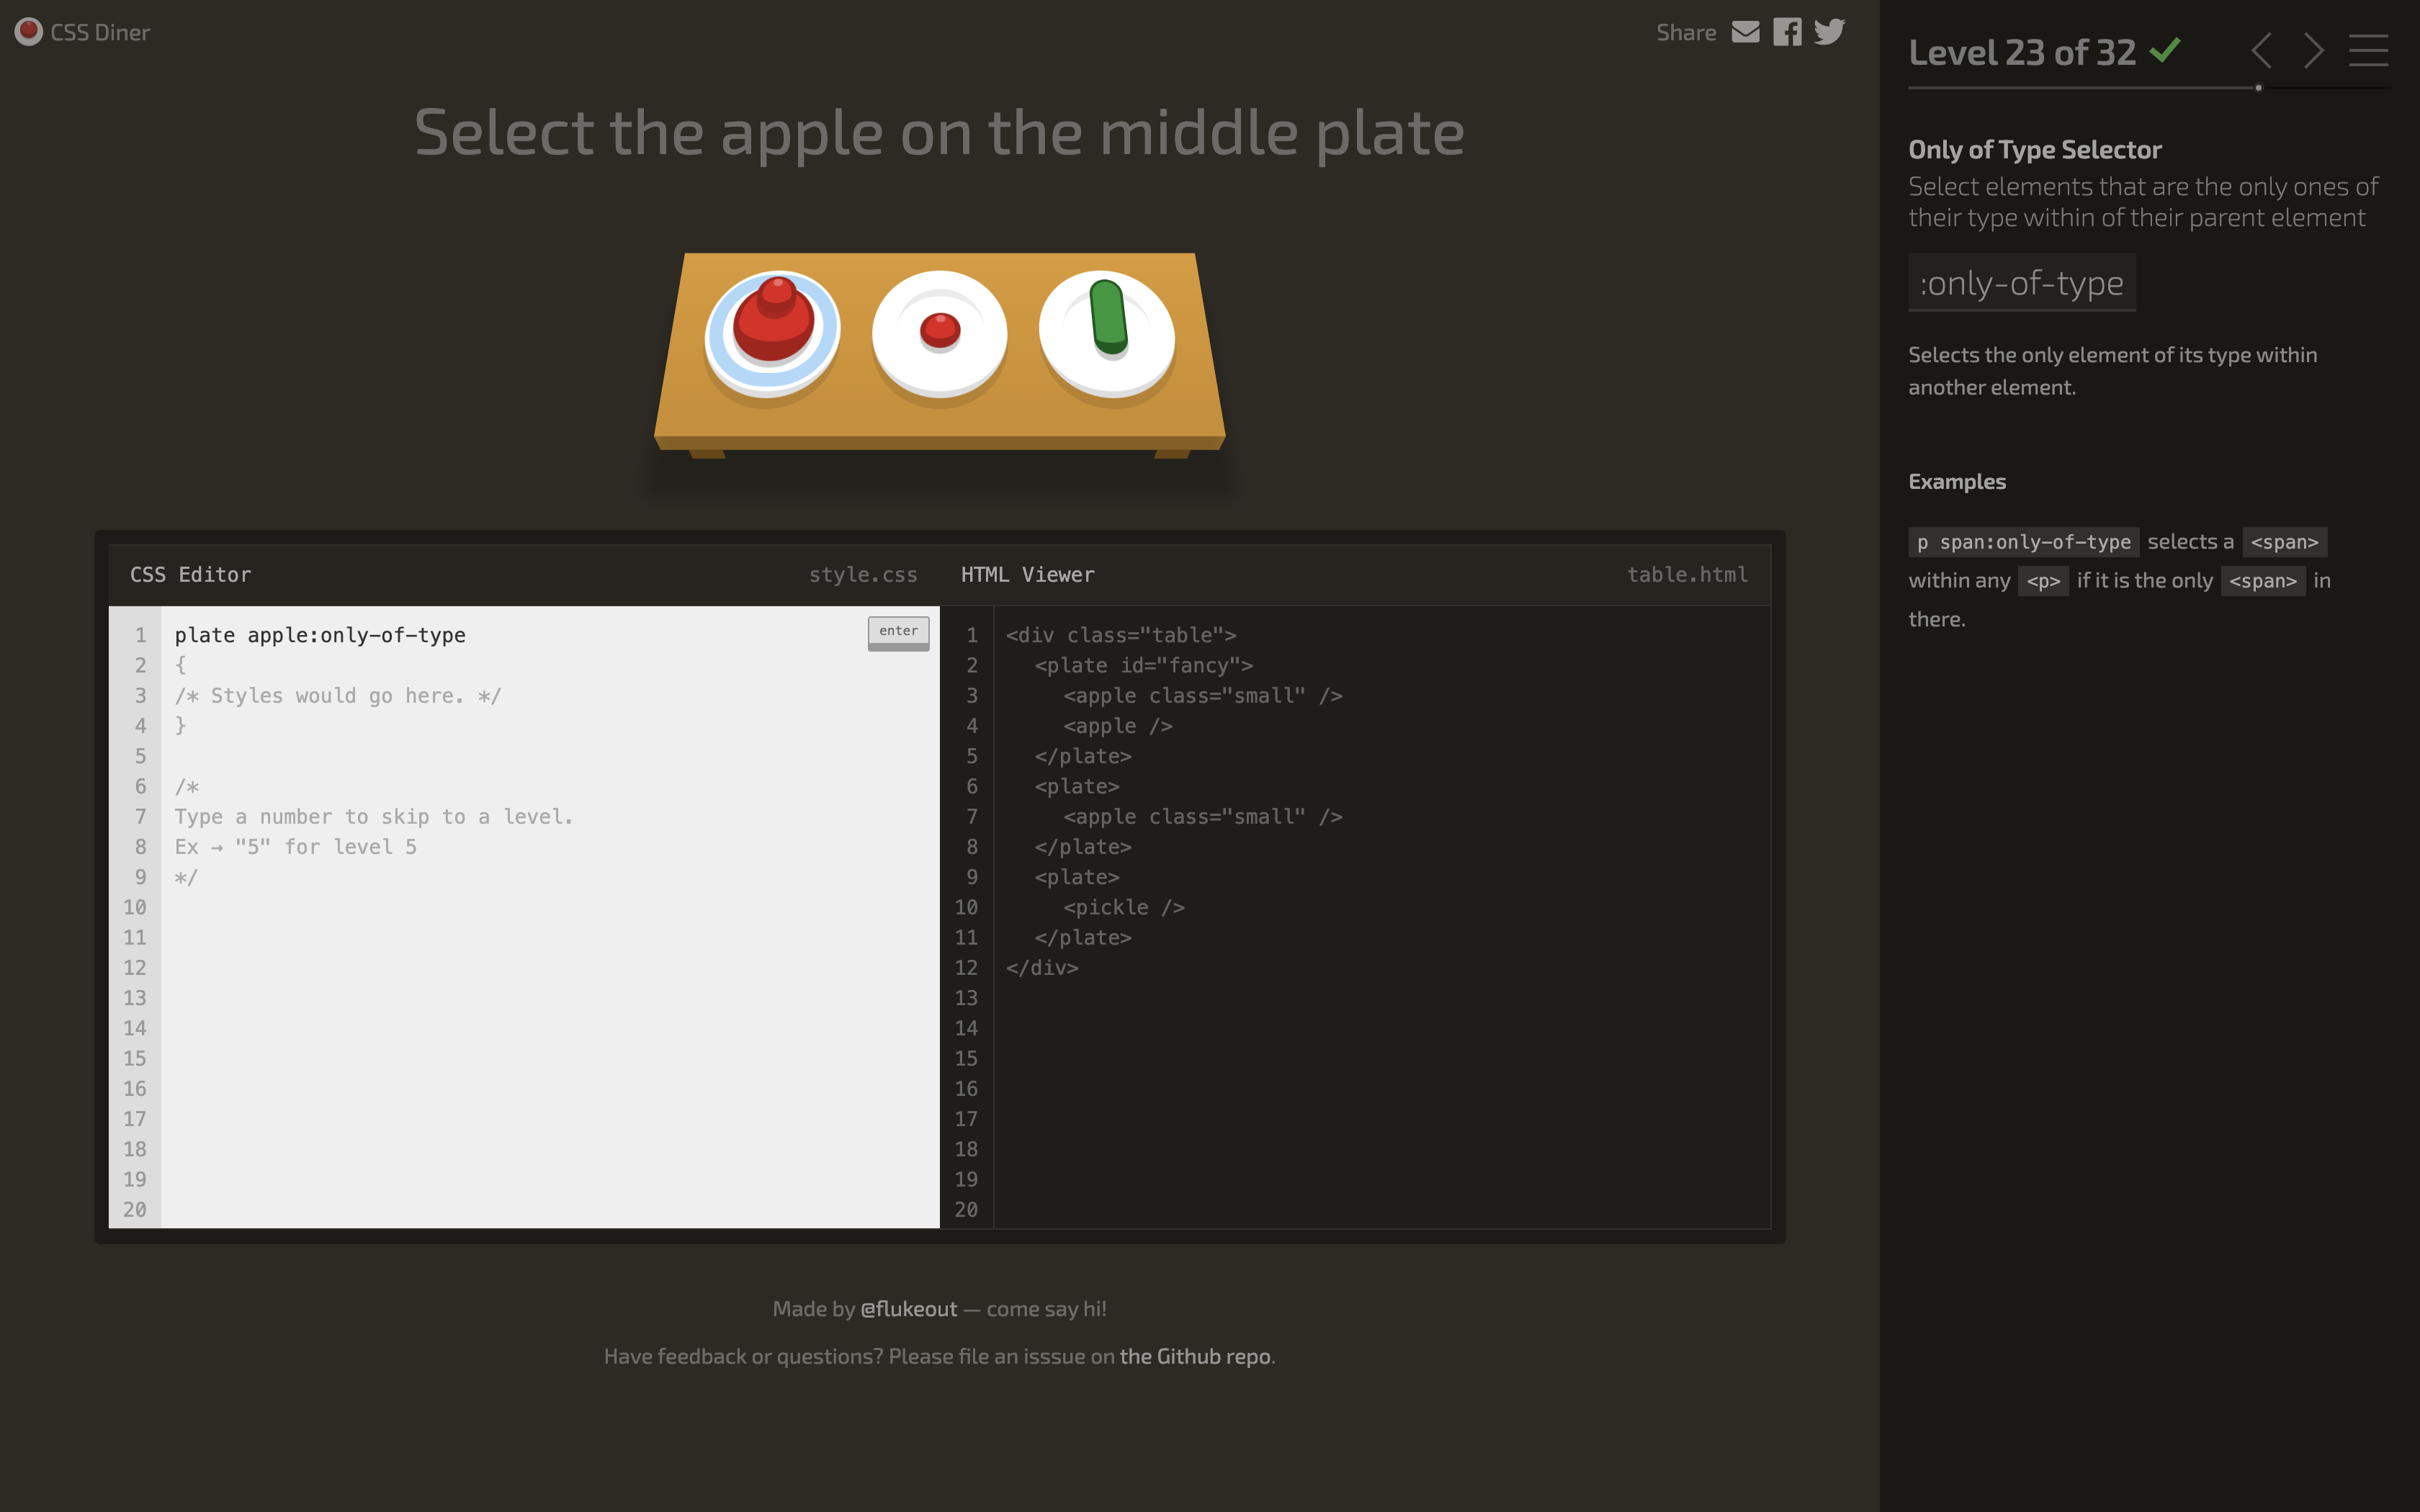 CSS Diner
Share
Select the apple on the middle plate
CSS Editor style.css
1 plate apple:only-of-type enter
2 {
3 /* Styles would go here. */
4 }
5
6 /*
7 Type a number to skip to a level.
8 Ex → "5" for level 5
9 */
10
11
12
13
14
15
16
17
18
19
20
HTML Viewer table.html
1 <div class="table">
2 <plate id="fancy">
3 <apple class="small" />
4 <apple />
5 </plate>
6 <plate>
7 <apple class="small" />
8 </plate>
9 <plate>
10 <pickle />
11 </plate>
12 </div>
13
14
15
16
17
18
19
20
Made by @flukeout — come say hi!
Have feedback or questions? Please file an isssue on the Github repo.
Level 23 of 32
Only of Type Selector
Select elements that are the only ones of
their type within of their parent element
:only-of-type
Selects the only element of its type within
another element.
Examples
p span:only-of-type selects a <span>
within any <p> if it is the only <span> in
there.